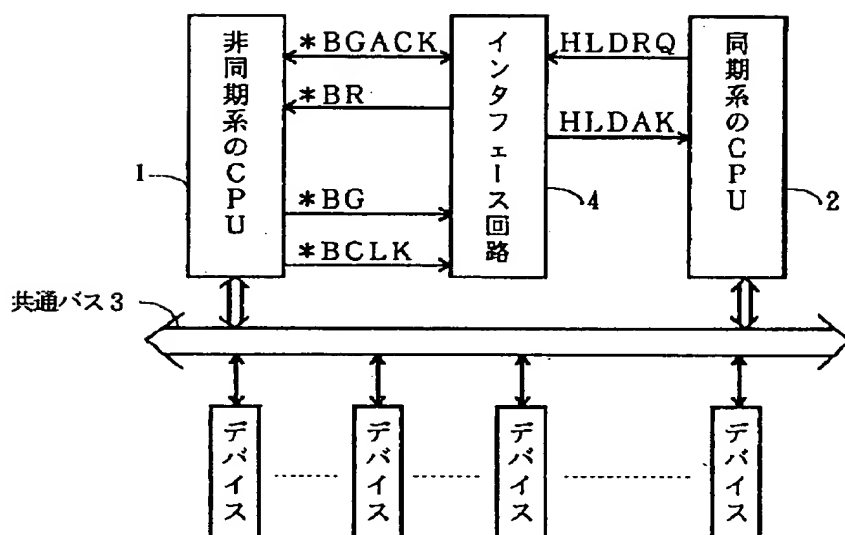 非同期系のCPU
*BGACK
*BR
*BG
*BCLK
インタフェース回路
HLDRQ
HLDAK
同期系のCPU
1
4
2
共通バス3
デバイス
デバイス
デバイス
デバイス